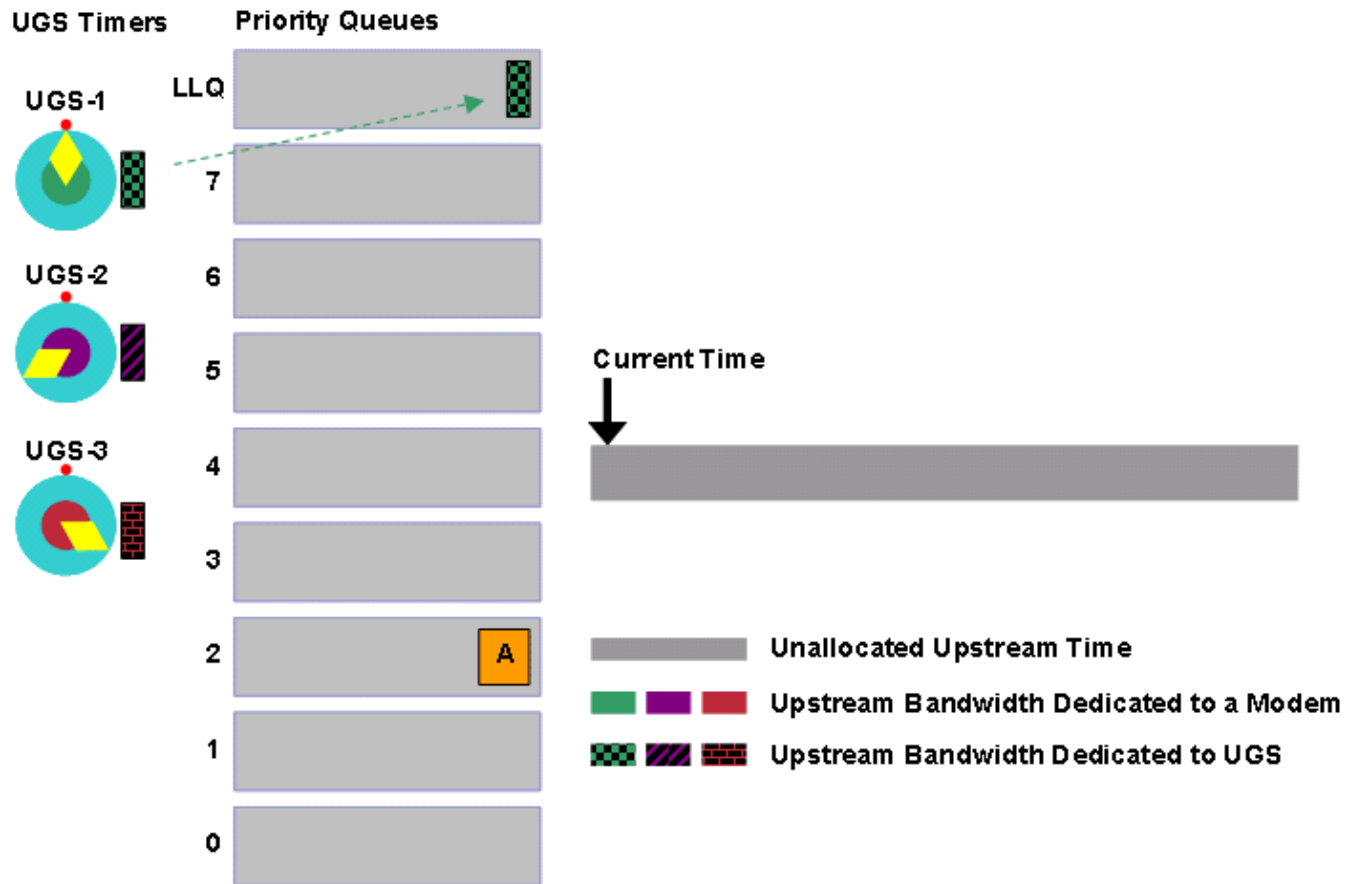 UGS Timers
Priority Queues
LLQ
UGS-1
7
UGS-2
6
5
Current Time
UGS-3
4
3
2
A
Unallocated Upstream Time
Upstream Bandwidth Dedicated to a Modem
1
Upstream Bandwidth Dedicated to UGS
0